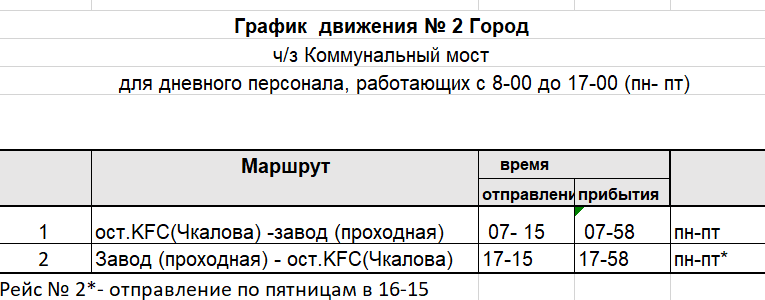 График движения № 2 Город
ч/з Коммунальный мост
для дневного персонала, работающих с 8-00 до 17-00 (пн- пт)
Маршрут время
отправлени прибытия
1 ост.KFC(Чкалова) -завод (проходная) 07- 15 07-58 пн-пт
2 Завод (проходная) - ост.KFC(Чкалова) 17-15 17-58 пн-пт*
Рейс № 2*- отправление по пятницам в 16-15